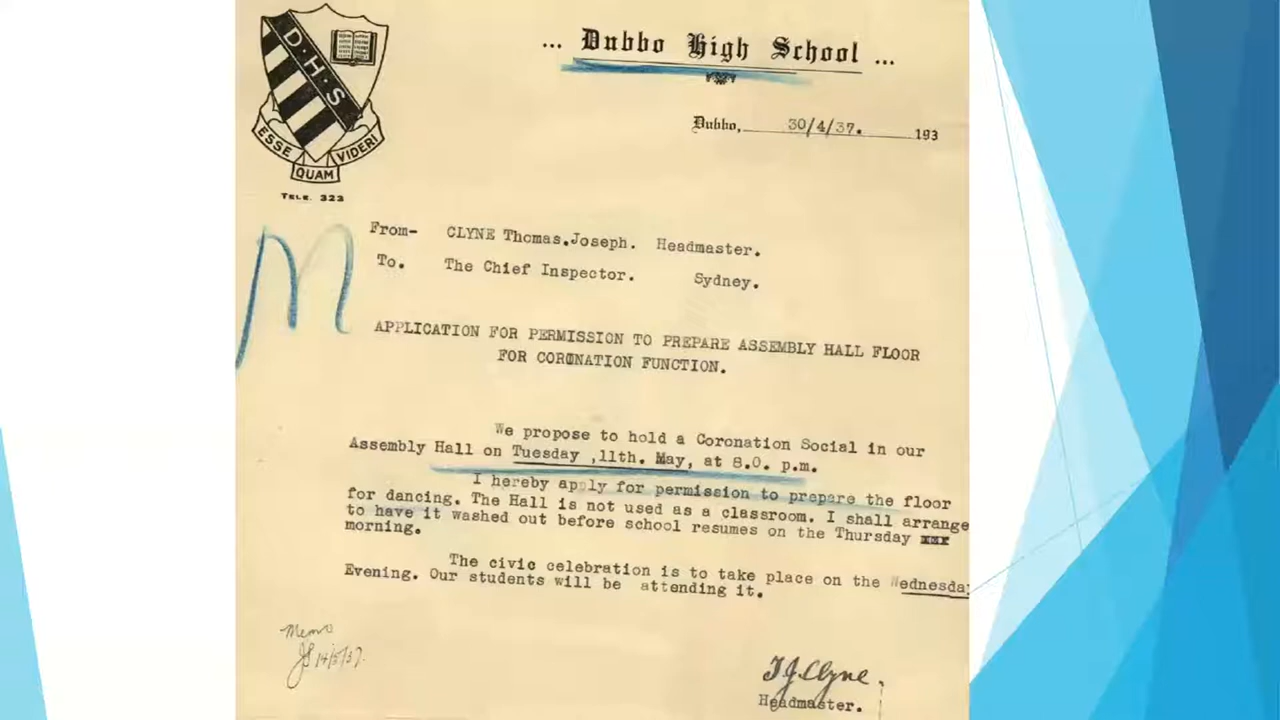 D·H·S
ESSE QUAM VIDERI
TELE. 323
... Dubbo High School ...
Dubbo, 30/4/37. 193
M
From- CLYNE Thomas.Joseph. Headmaster.
To. The Chief Inspector. Sydney.
APPLICATION FOR PERMISSION TO PREPARE ASSEMBLY HALL FLOOR
FOR CORONATION FUNCTION.
We propose to hold a Coronation Social in our
Assembly Hall on Tuesday ,11th. May, at 8.0. p.m.
I hereby apply for permission to prepare the floor
for dancing. The Hall is not used as a classroom. I shall arrange
to have it washed out before school resumes on the Thursday
morning.
The civic celebration is to take place on the Wednesday
Evening. Our students will be attending it.
Memo
14/5/37.
T.J.Clyne.
Headmaster.